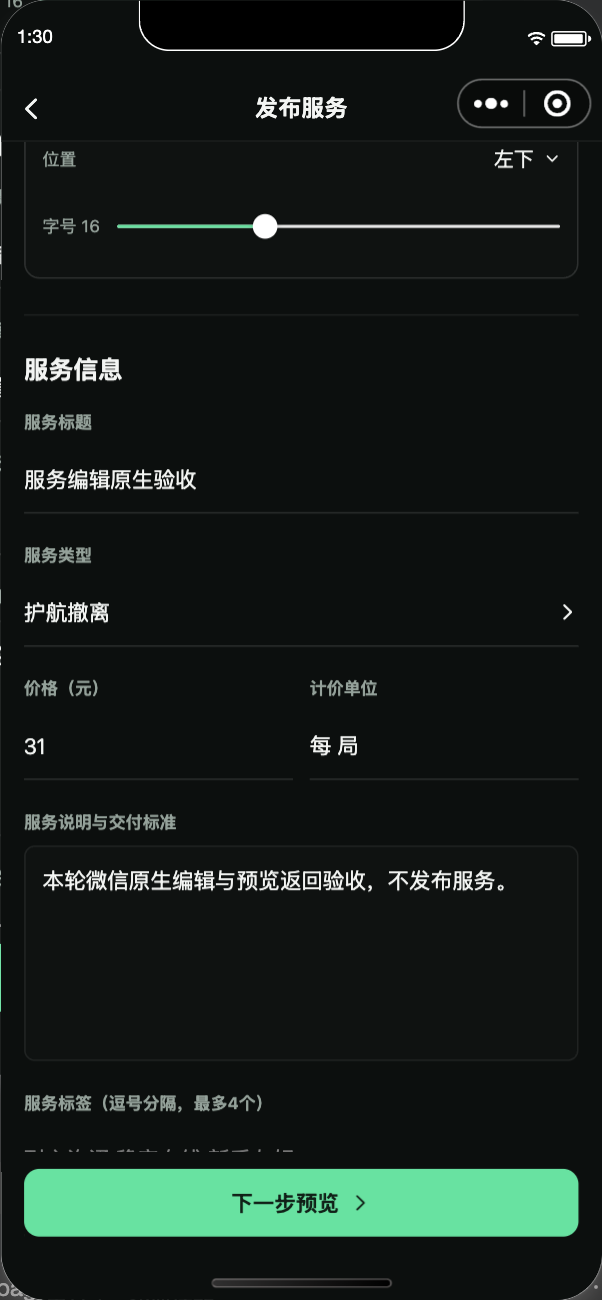 1:30
发布服务
位置
左下
字号 16
服务信息
服务标题
服务编辑原生验收
服务类型
护航撤离
价格（元）
计价单位
31
每 局
服务说明与交付标准
本轮微信原生编辑与预览返回验收，不发布服务。
服务标签（逗号分隔，最多4个）
下一步预览